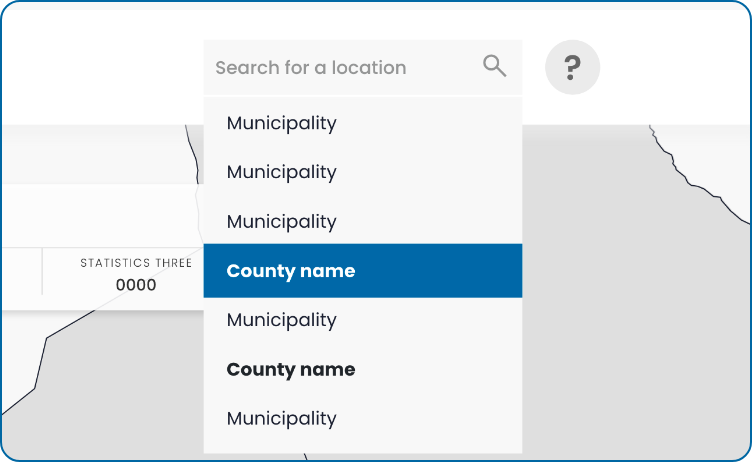 Search for a location
?
Municipality
Municipality
Municipality
County name
STATISTICS THREE
0000
Municipality
County name
Municipality